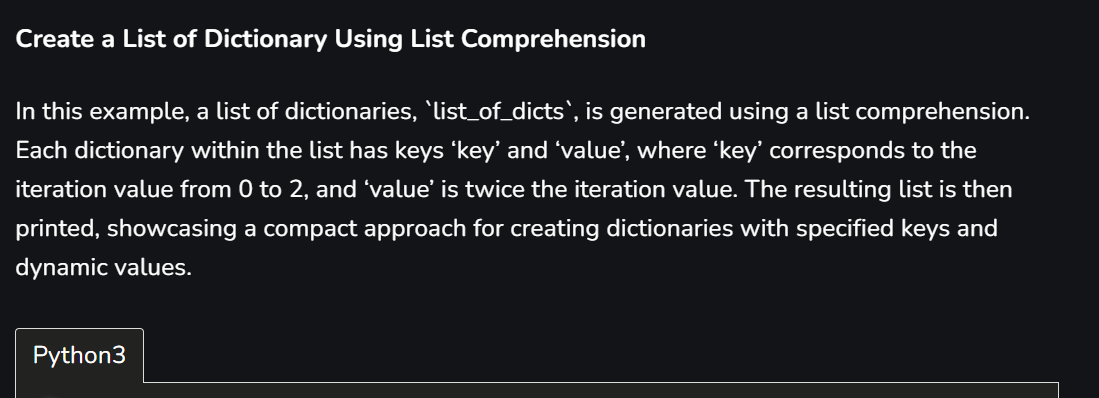 Create a List of Dictionary Using List Comprehension
In this example, a list of dictionaries, `list_of_dicts`, is generated using a list comprehension.
Each dictionary within the list has keys ‘key’ and ‘value’, where ‘key’ corresponds to the
iteration value from 0 to 2, and ‘value’ is twice the iteration value. The resulting list is then
printed, showcasing a compact approach for creating dictionaries with specified keys and
dynamic values.
Python3